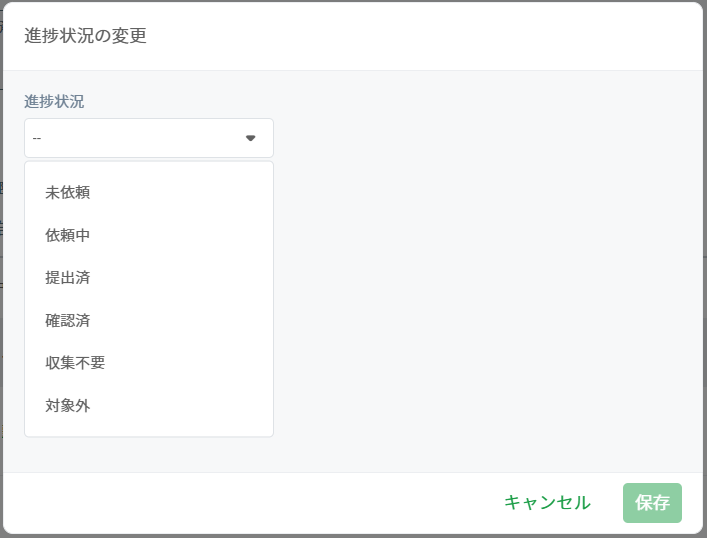 進捗状況の変更
進捗状況
--
未依頼
依頼中
提出済
確認済
収集不要
対象外
キャンセル
保存